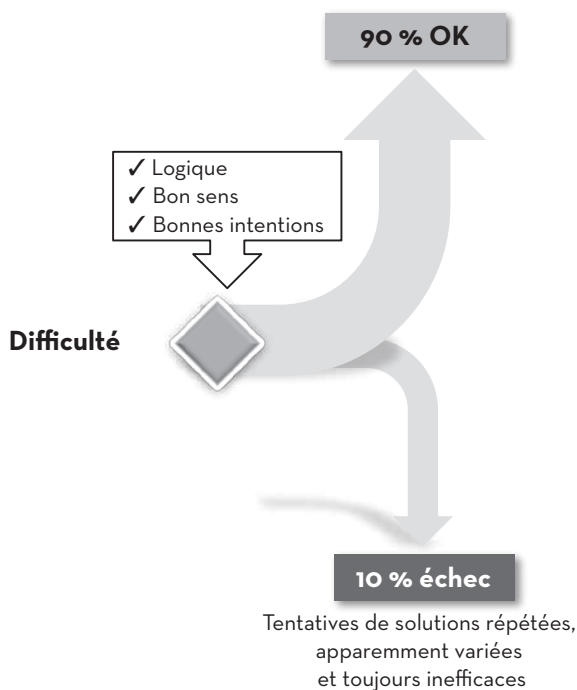 90 % OK
✓ Logique
✓ Bon sens
✓ Bonnes intentions
Difficulté
10 % échec
Tentatives de solutions répétées,
apparemment variées
et toujours inefficaces